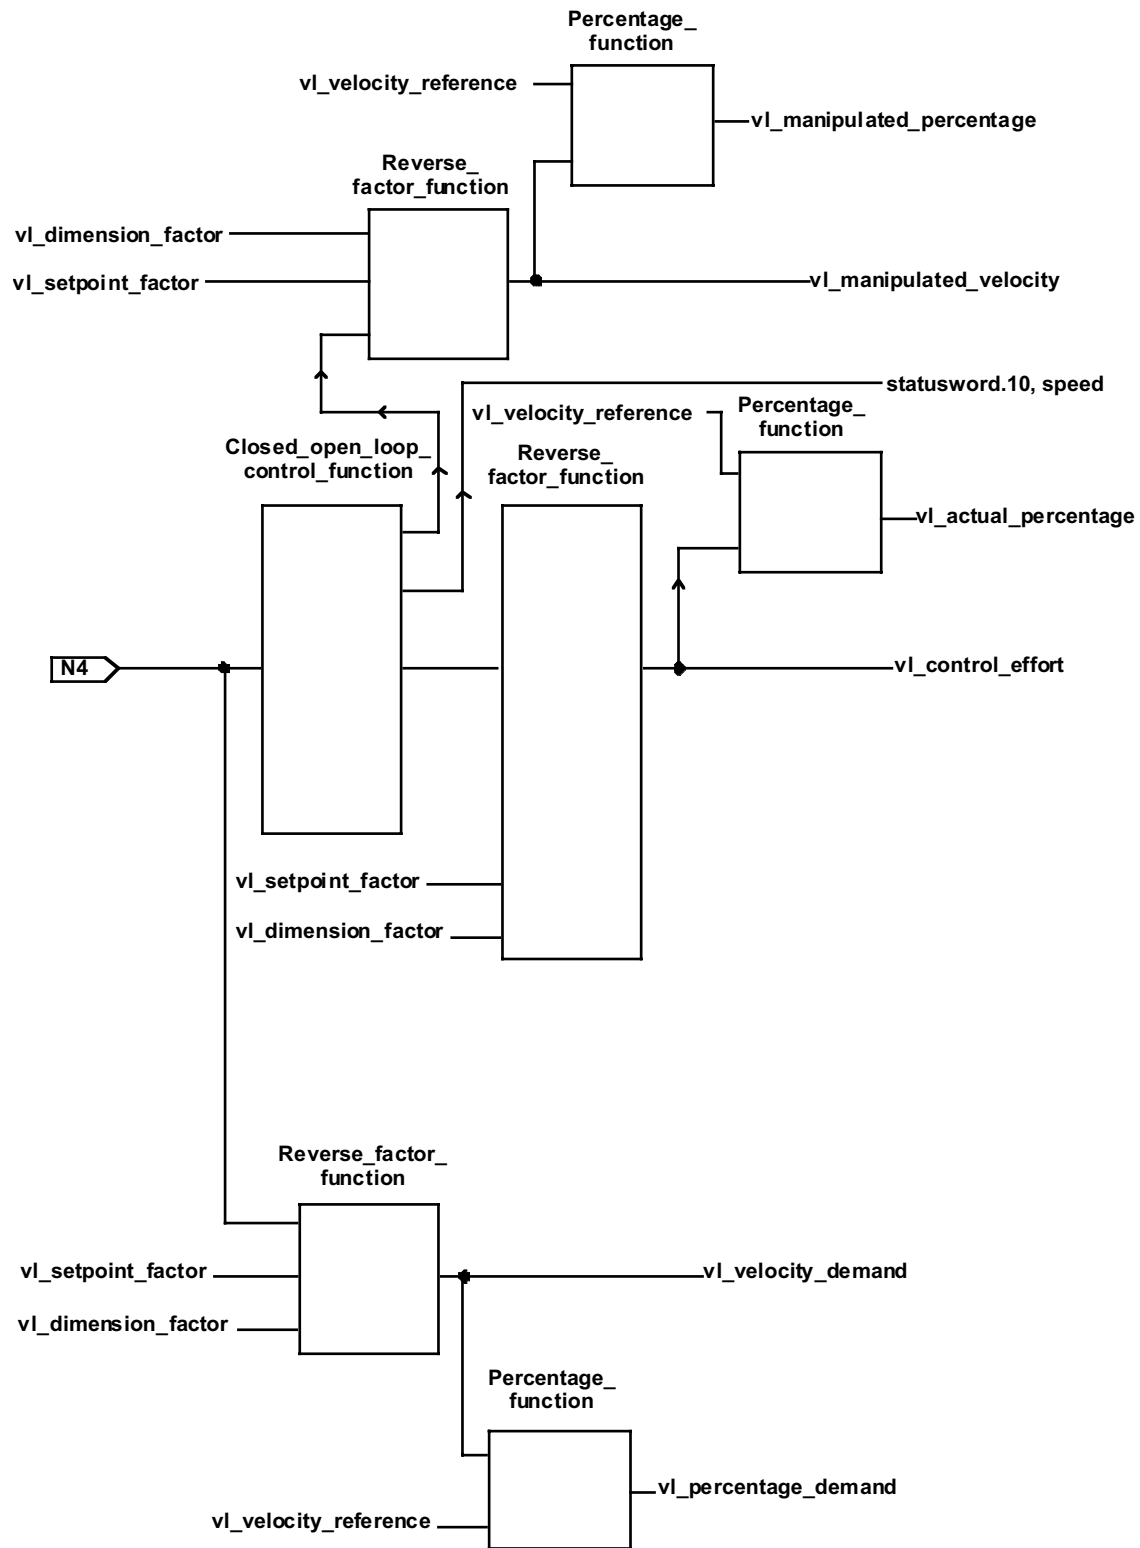 Percentage_
function
vl_velocity_reference
vl_manipulated_percentage
Reverse_
factor_function
vl_dimension_factor
vl_setpoint_factor
vl_manipulated_velocity
statusword.10, speed
vl_velocity_reference
Percentage_
function
Closed_open_loop_
control_function
Reverse_
factor_function
vl_actual_percentage
N4
vl_control_effort
vl_setpoint_factor
vl_dimension_factor
Reverse_factor_
function
vl_setpoint_factor
vl_velocity_demand
vl_dimension_factor
Percentage_
function
vl_percentage_demand
vl_velocity_reference